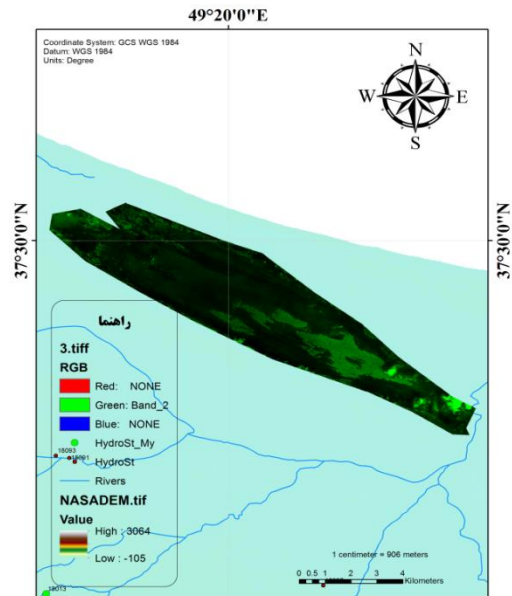 49°20'0"E
Coordinate System: GCS WGS 1984
Datum: WGS 1984
Units: Degree
N
W
E
S
37°30'0"N
37°30'0"N
راهنما
3.tiff
RGB
Red: NONE
Green: Band_2
Blue: NONE
HydroSt_My
18093
18091
HydroSt
Rivers
NASADEM.tif
Value
High : 3064
Low : -105
1 centimeter = 906 meters
0 0.5 1 2 3 4
Kilometers
18013